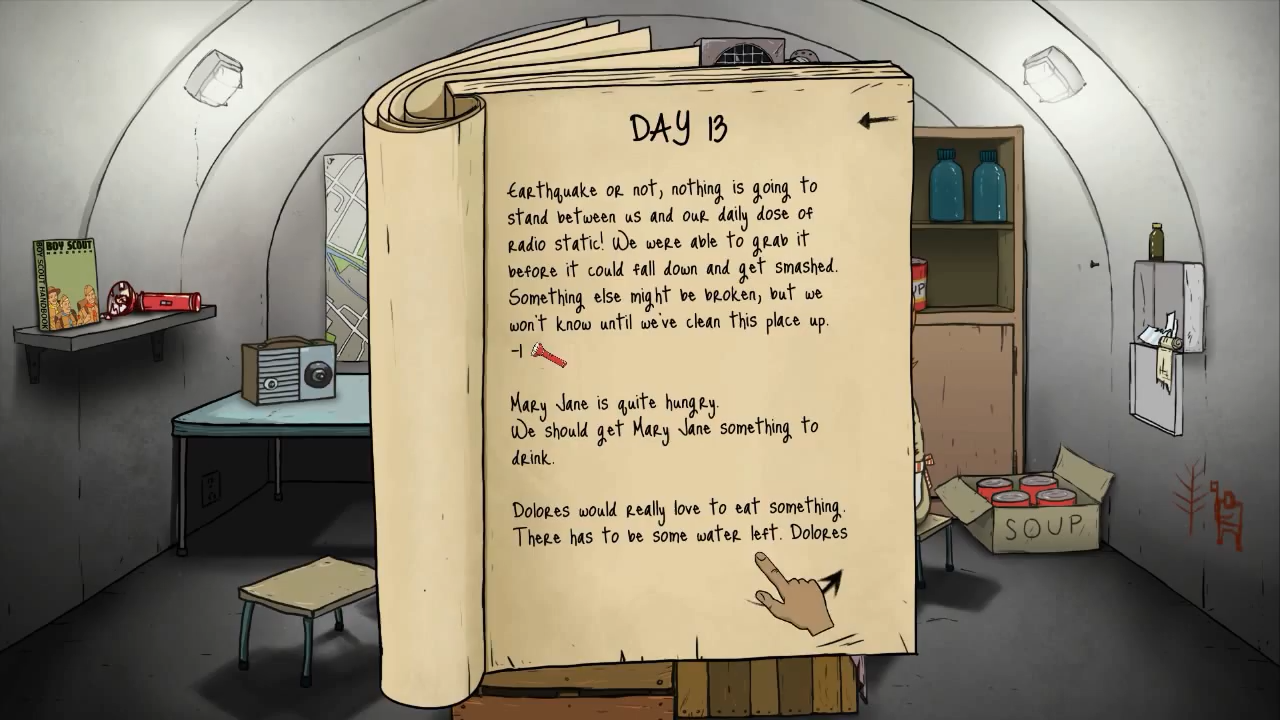 DAY 13
Earthquake or not, nothing is going to
stand between us and our daily dose of
radio static! We were able to grab it
before it could fall down and get smashed.
Something else might be broken, but we
won't know until we've clean this place up.
-1
Mary Jane is quite hungry.
We should get Mary Jane something to
drink.
Dolores would really love to eat something.
There has to be some water left. Dolores
BOY SCOUT
BOY SCOUT HANDBOOK
UP
SOUP